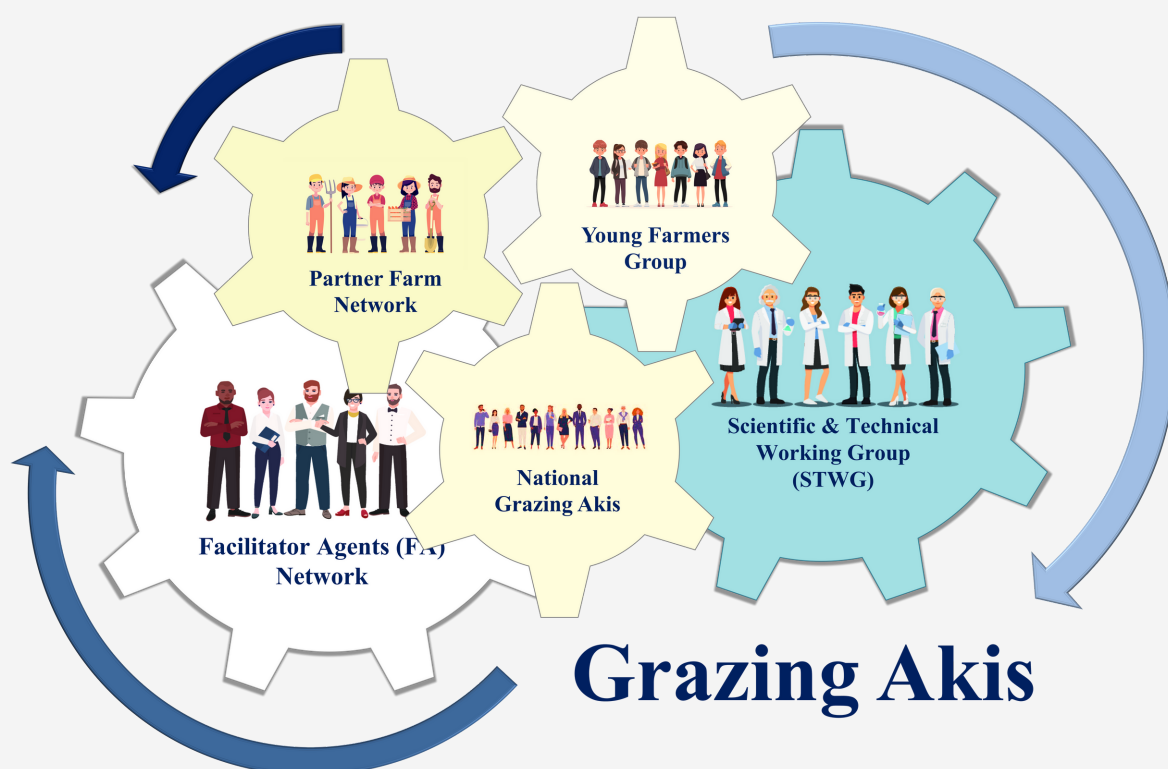 Young Farmers
Group
Partner Farm
Network
Scientific & Technical
Working Group
(STWG)
National
Grazing Akis
Facilitator Agents (FA)
Network
Grazing Akis